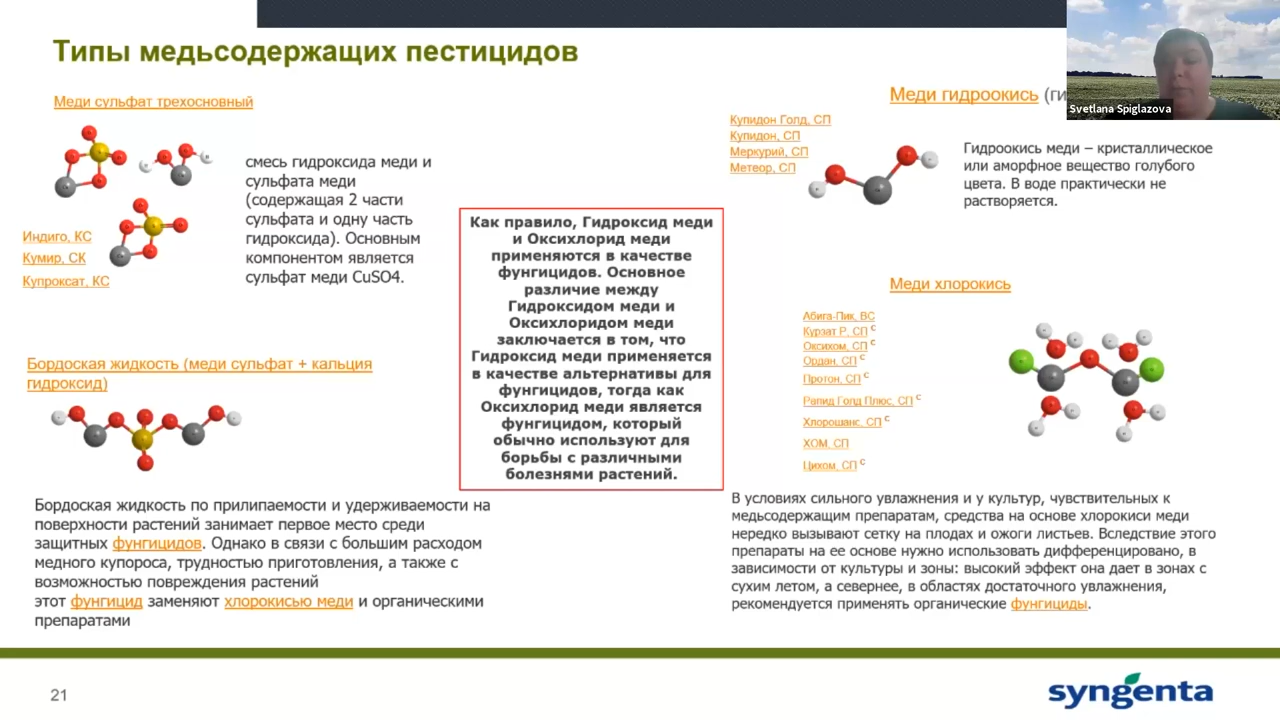 Типы медьсодержащих пестицидов
Svetlana Spiglazova
Меди сульфат трехосновный
смесь гидроксида меди и
сульфата меди
(содержащая 2 части
сульфата и одну часть
гидроксида). Основным
компонентом является
сульфат меди CuSO4.
Индиго, КС
Кумир, СК
Купроксат, КС
Бордоская жидкость (меди сульфат + кальция
гидроксид)
Бордоская жидкость по прилипаемости и удерживаемости на
поверхности растений занимает первое место среди
защитных фунгицидов. Однако в связи с большим расходом
медного купороса, трудностью приготовления, а также с
возможностью повреждения растений
этот фунгицид заменяют хлорокисью меди и органическими
препаратами
Как правило, Гидроксид меди
и Оксихлорид меди
применяются в качестве
фунгицидов. Основное
различие между
Гидроксидом меди и
Оксихлоридом меди
заключается в том, что
Гидроксид меди применяется
в качестве альтернативы для
фунгицидов, тогда как
Оксихлорид меди является
фунгицидом, который
обычно используют для
борьбы с различными
болезнями растений.
Меди гидроокись (ги
Купидон Голд, СП
Купидон, СП
Меркурий, СП
Метеор, СП
Гидроокись меди – кристаллическое
или аморфное вещество голубого
цвета. В воде практически не
растворяется.
Меди хлорокись
Абига-Пик, ВС
Курзат Р, СП С
Оксихом, СП С
Ордан, СП С
Протон, СП С
Рапид Голд Плюс, СП С
Хлорошанс, СП С
ХОМ, СП
Цихом, СП С
В условиях сильного увлажнения и у культур, чувствительных к
медьсодержащим препаратам, средства на основе хлорокиси меди
нередко вызывают сетку на плодах и ожоги листьев. Вследствие этого
препараты на ее основе нужно использовать дифференцировано, в
зависимости от культуры и зоны: высокий эффект она дает в зонах с
сухим летом, а севернее, в областях достаточного увлажнения,
рекомендуется применять органические фунгициды.
21
syngenta